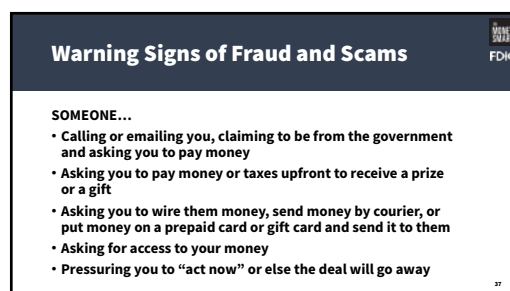 MONEY
SMART
Warning Signs of Fraud and Scams
FDIC
SOMEONE…
• Calling or emailing you, claiming to be from the government
and asking you to pay money
• Asking you to pay money or taxes upfront to receive a prize
or a gift
• Asking you to wire them money, send money by courier, or
put money on a prepaid card or gift card and send it to them
• Asking for access to your money
• Pressuring you to “act now” or else the deal will go away
37